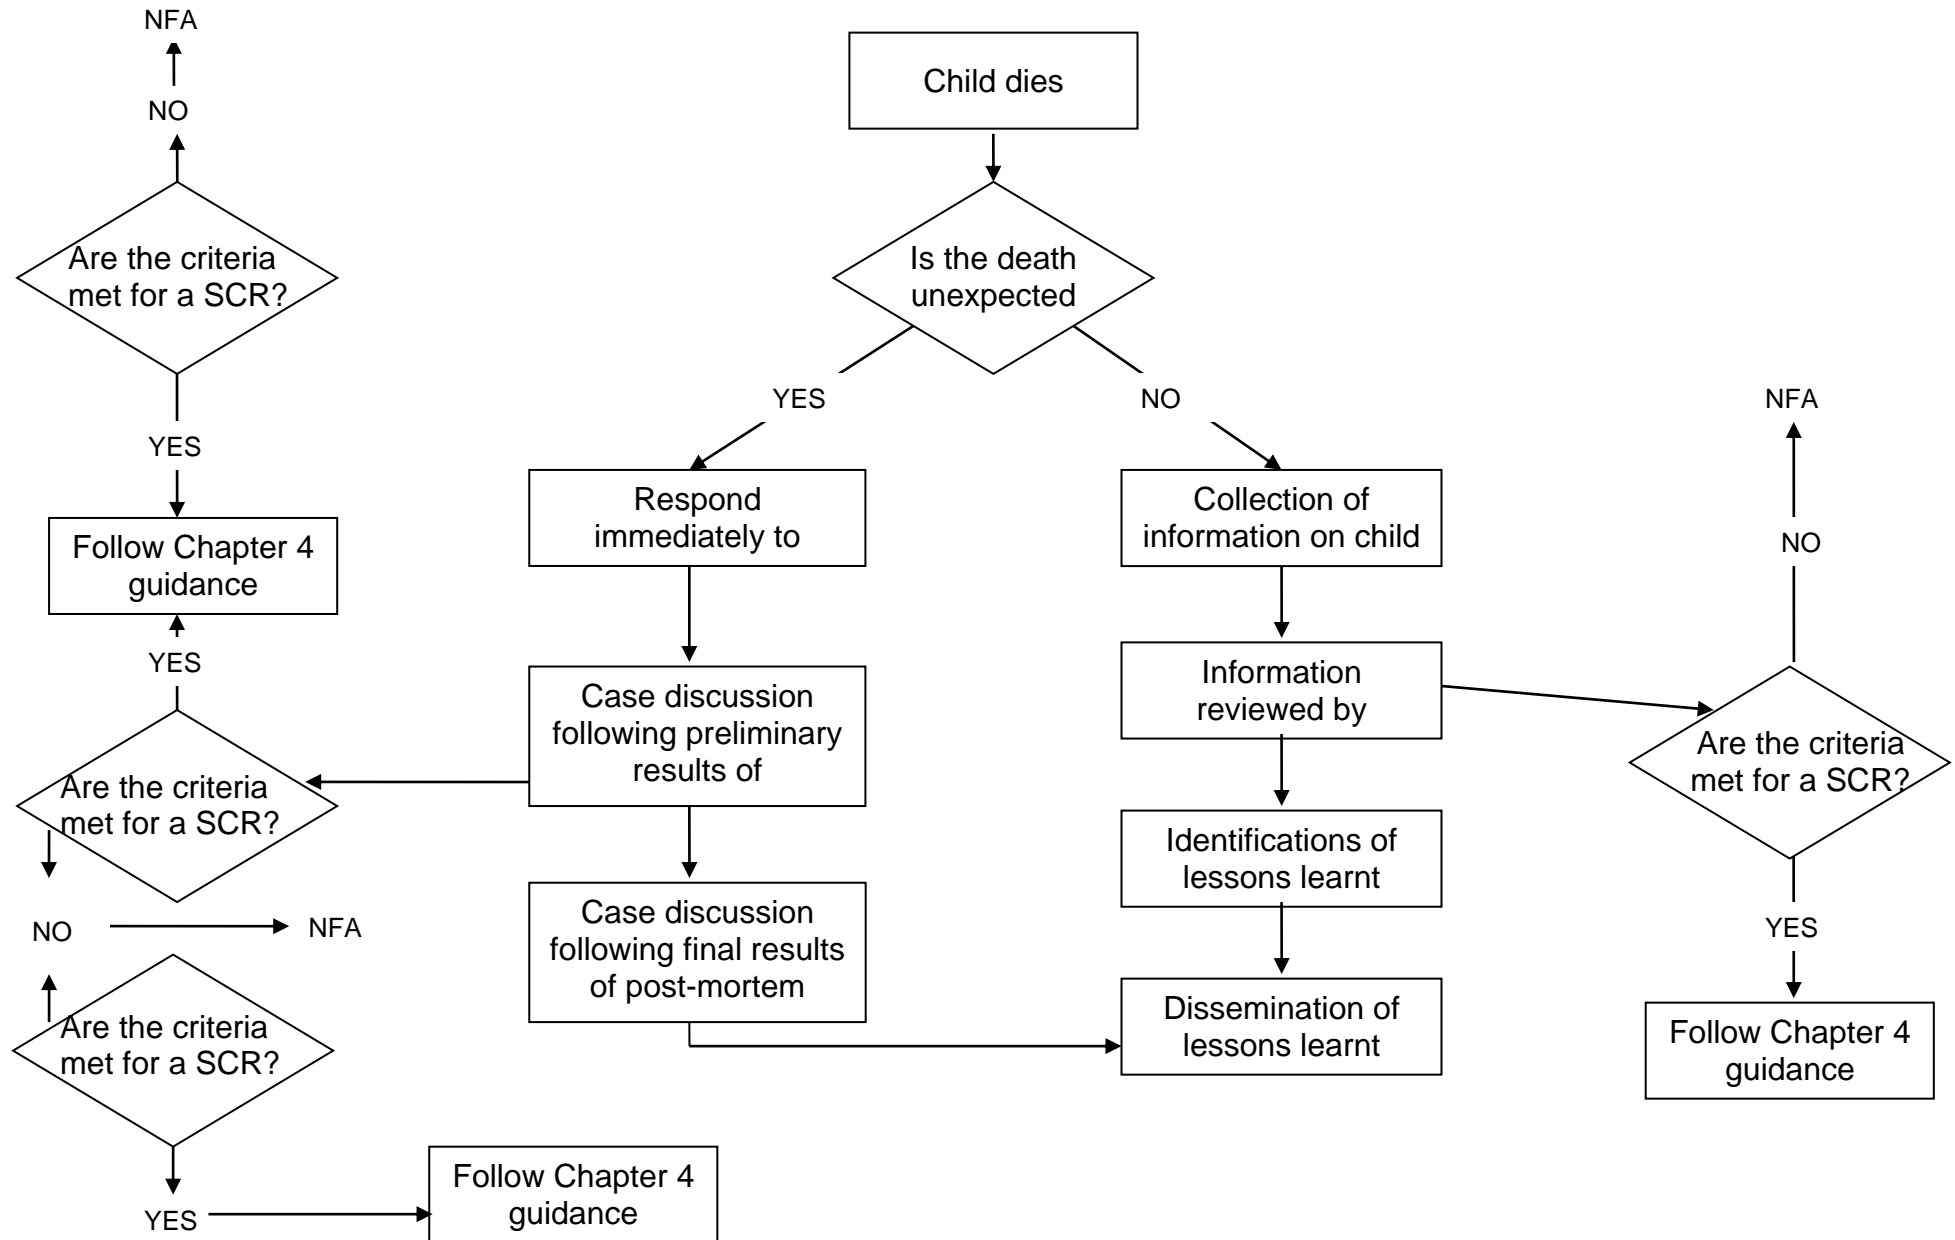 NFA
NO
Are the criteria
met for a SCR?
YES
Follow Chapter 4
guidance
YES
Are the criteria
met for a SCR?
NO
NFA
Are the criteria
met for a SCR?
YES
Follow Chapter 4
guidance
Child dies
Is the death
unexpected
YES
NO
Respond
immediately to
Case discussion
following preliminary
results of
Case discussion
following final results
of post-mortem
Collection of
information on child
Information
reviewed by
Identifications of
lessons learnt
Dissemination of
lessons learnt
NFA
NO
Are the criteria
met for a SCR?
YES
Follow Chapter 4
guidance